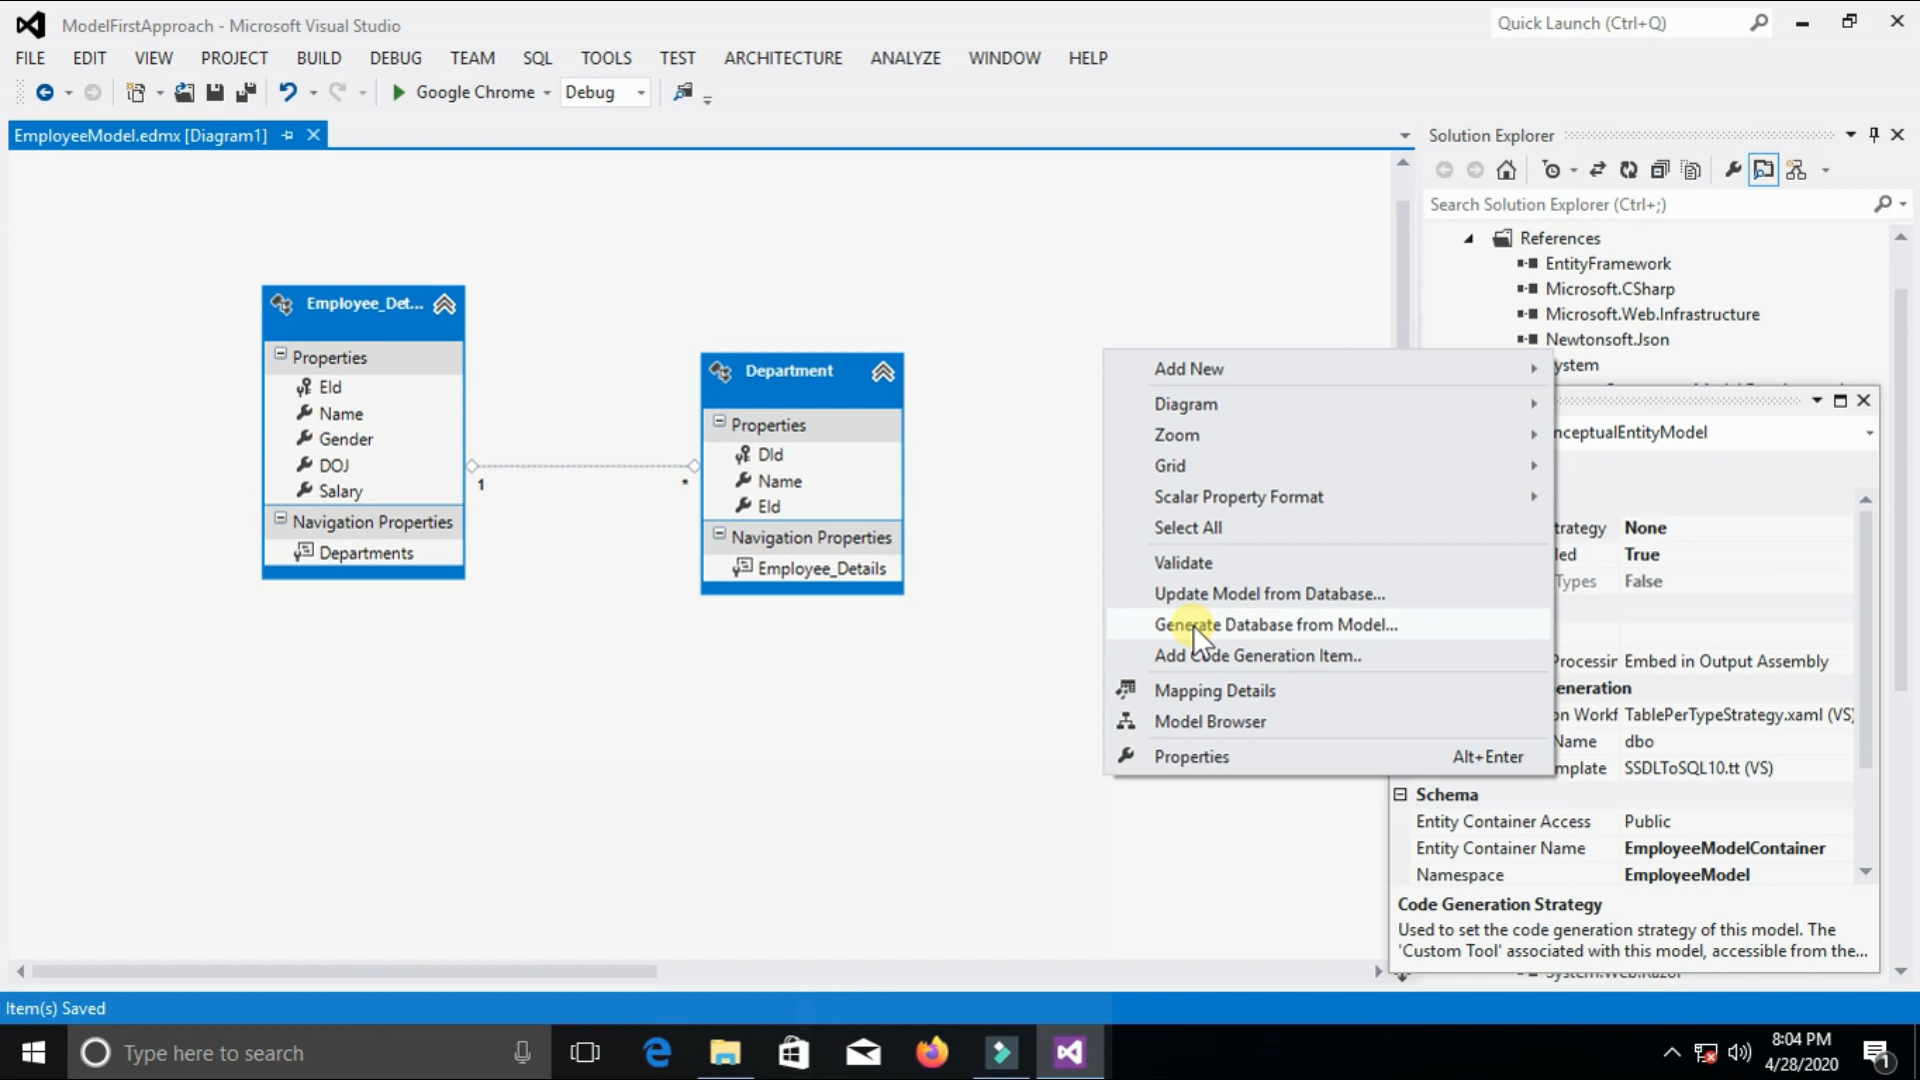 ModelFirstApproach - Microsoft Visual Studio
Quick Launch (Ctrl+Q)
FILE EDIT VIEW PROJECT BUILD DEBUG TEAM SQL TOOLS TEST ARCHITECTURE ANALYZE WINDOW HELP
Google Chrome Debug
EmployeeModel.edmx [Diagram1]
Solution Explorer
Search Solution Explorer (Ctrl+;)
References
EntityFramework
Microsoft.CSharp
Microsoft.Web.Infrastructure
Newtonsoft.Json
ystem
Employee_Det...
Properties
EId
Name
Gender
DOJ
Salary
Navigation Properties
Departments
1
*
Department
Properties
DId
Name
EId
Navigation Properties
Employee_Details
Add New
Diagram
Zoom
Grid
Scalar Property Format
Select All
Validate
Update Model from Database...
Generate Database from Model...
Add Code Generation Item..
Mapping Details
Model Browser
Properties Alt+Enter
nceptualEntityModel
trategy None
led True
Types False
Processir Embed in Output Assembly
eneration
on Workf TablePerTypeStrategy.xaml (VS)
Name dbo
mplate SSDLToSQL10.tt (VS)
Schema
Entity Container Access Public
Entity Container Name EmployeeModelContainer
Namespace EmployeeModel
Code Generation Strategy
Used to set the code generation strategy of this model. The
'Custom Tool' associated with this model, accessible from the...
System.Web.Razor
Item(s) Saved
Type here to search
8:04 PM
4/28/2020
1